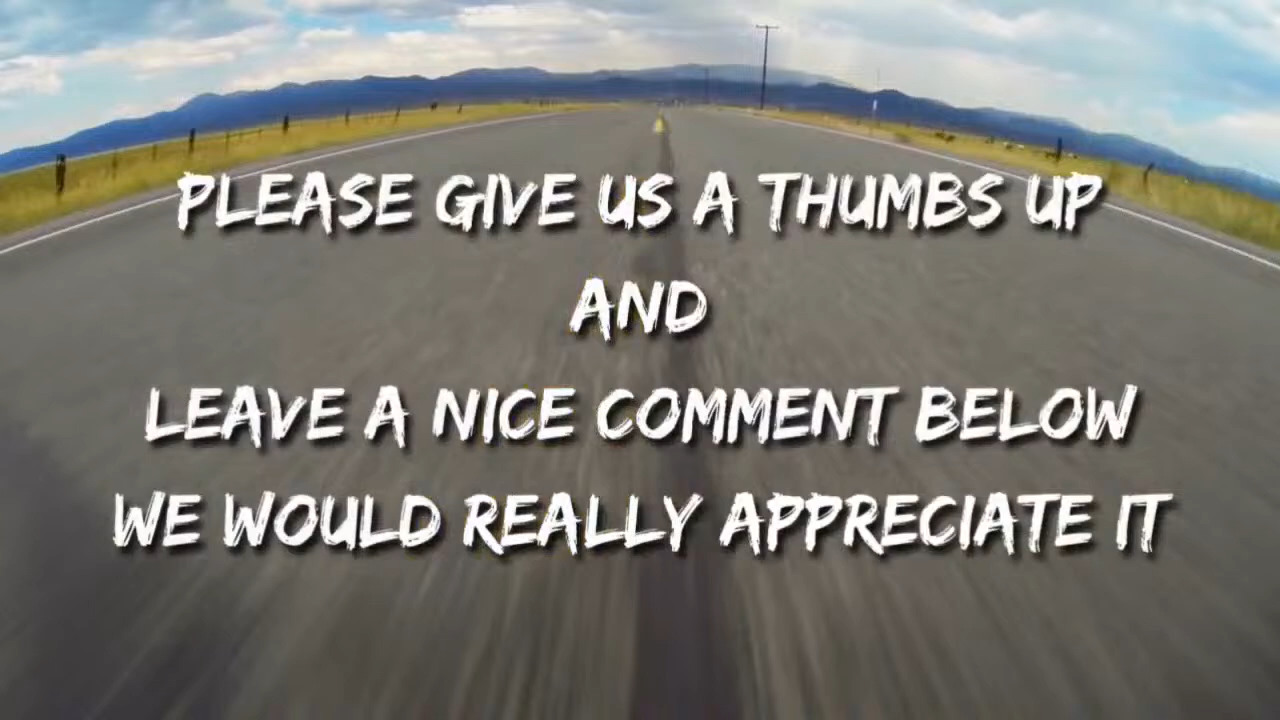 PLEASE GIVE US A THUMBS UP
AND
LEAVE A NICE COMMENT BELOW
WE WOULD REALLY APPRECIATE IT